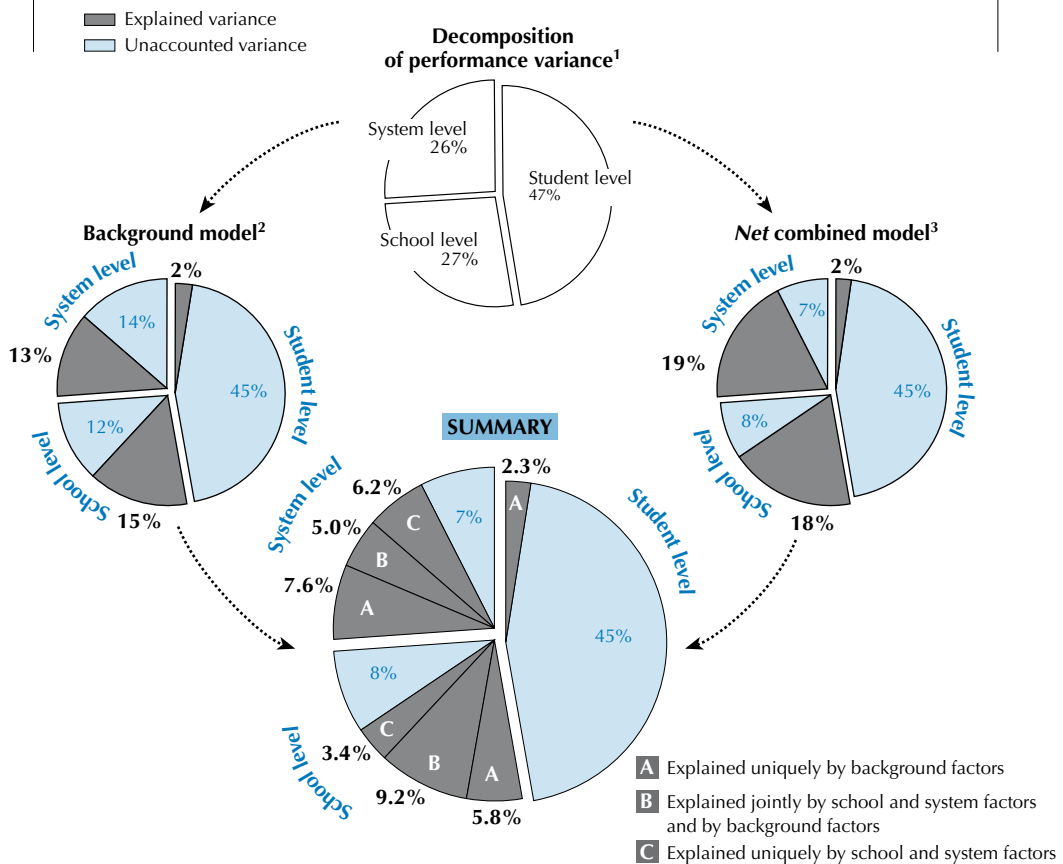 Explained variance
Unaccounted variance
Decomposition
of performance variance¹
System level
26%
Student level
47%
School level
27%
Background model²
System level
2%
14%
13%
45%
Student level
12%
School level
15%
Net combined model³
System level
2%
7%
19%
45%
Student level
8%
School level
18%
SUMMARY
System level
2.3%
6.2%
A
7%
C
5.0%
B
7.6%
A
Student level
45%
8%
C
3.4%
B
9.2%
A
5.8%
School level
A Explained uniquely by background factors
B Explained jointly by school and system factors
and by background factors
C Explained uniquely by school and system factors